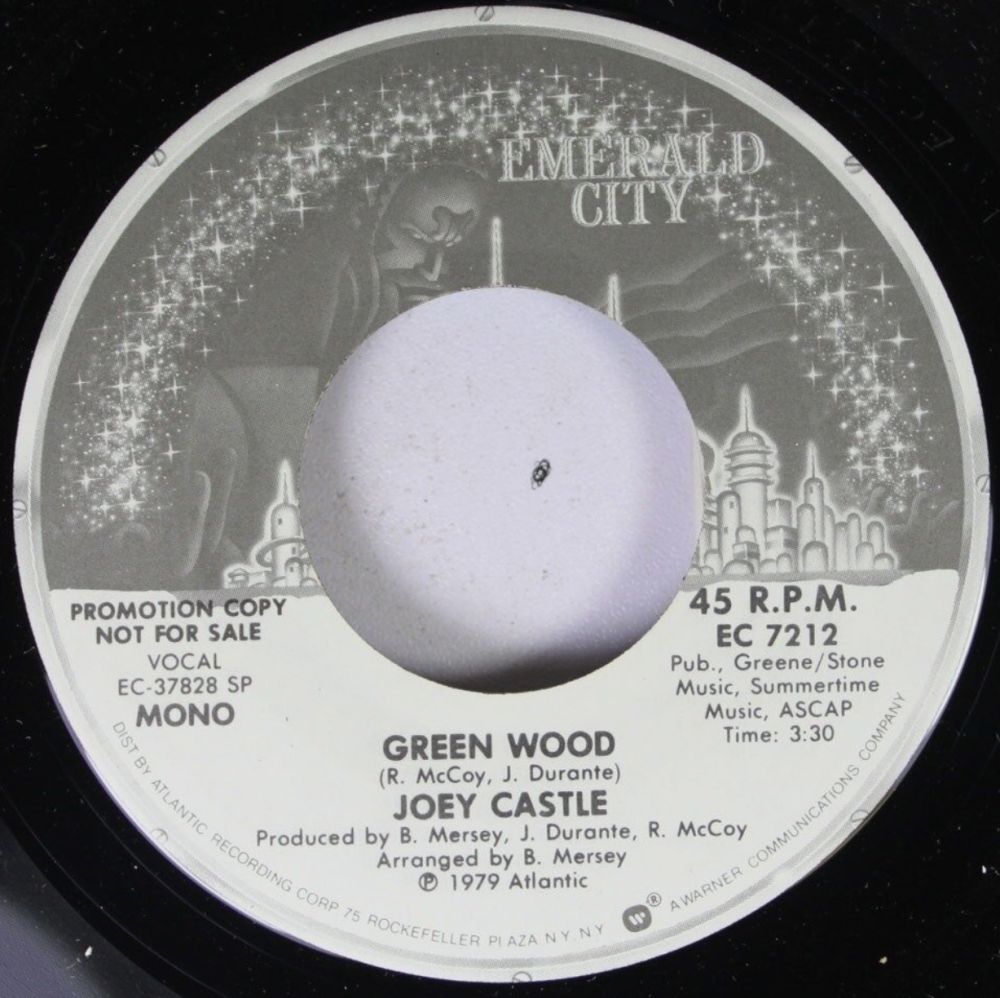 EMERALD
CITY
PROMOTION COPY
NOT FOR SALE
VOCAL
EC-37828 SP
MONO
45 R.P.M.
EC 7212
Pub., Greene/Stone
Music, Summertime
Music, ASCAP
Time: 3:30
GREEN WOOD
(R. McCoy, J. Durante)
JOEY CASTLE
Produced by B. Mersey, J. Durante, R. McCoy
Arranged by B. Mersey
℗ 1979 Atlantic
DIST BY ATLANTIC RECORDING CORP 75 ROCKEFELLER PLAZA N.Y. N.Y. ® A WARNER COMMUNICATIONS COMPANY